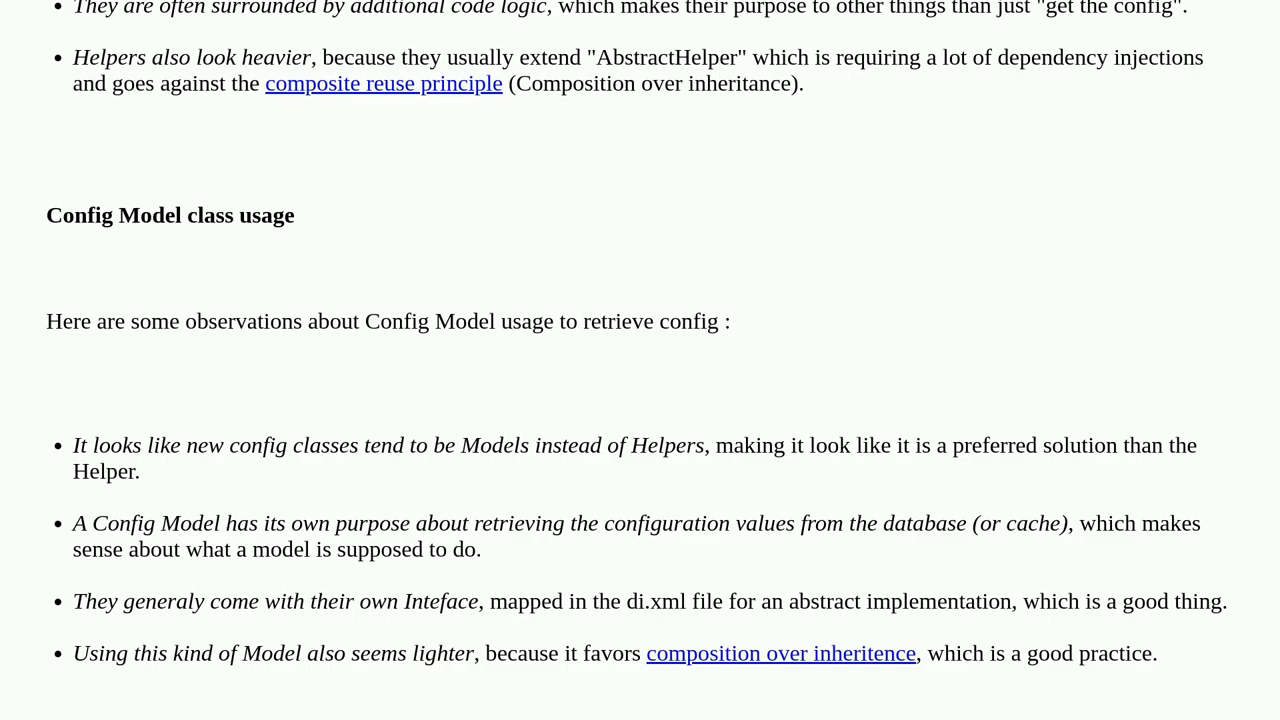 They are often surrounded by additional code logic, which makes their purpose to other things than just "get the config".
Helpers also look heavier, because they usually extend "AbstractHelper" which is requiring a lot of dependency injections
and goes against the composite reuse principle (Composition over inheritance).
Config Model class usage
Here are some observations about Config Model usage to retrieve config :
It looks like new config classes tend to be Models instead of Helpers, making it look like it is a preferred solution than the
Helper.
A Config Model has its own purpose about retrieving the configuration values from the database (or cache), which makes
sense about what a model is supposed to do.
They generaly come with their own Inteface, mapped in the di.xml file for an abstract implementation, which is a good thing.
Using this kind of Model also seems lighter, because it favors composition over inheritence, which is a good practice.